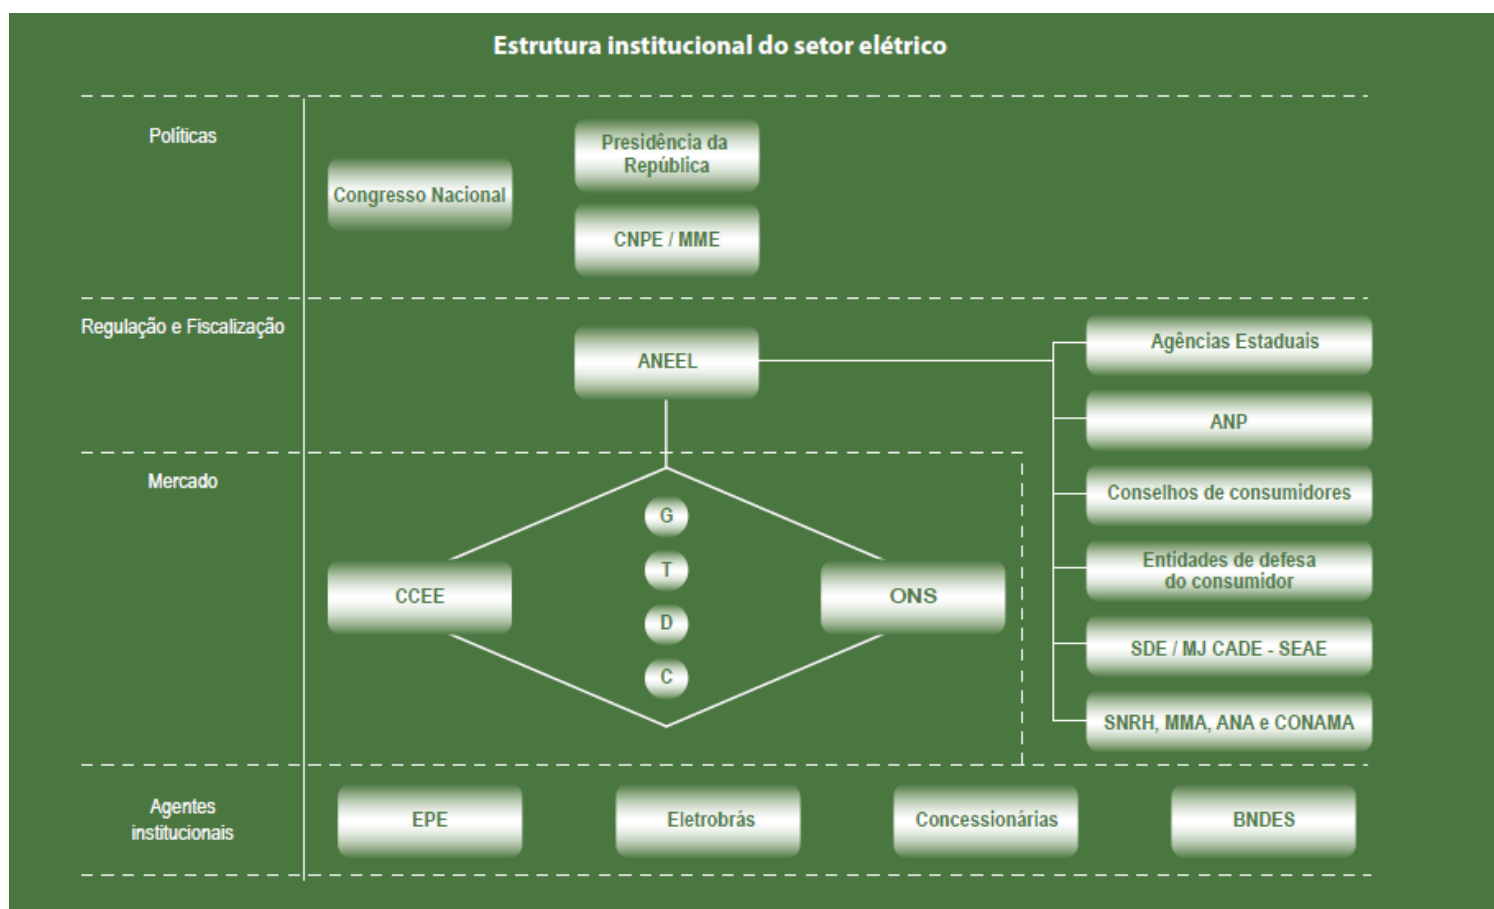 Estrutura institucional do setor elétrico
Políticas
Congresso Nacional
Presidência da
República
CNPE / MME
Regulação e Fiscalização
ANEEL
Agências Estaduais
ANP
Conselhos de consumidores
Entidades de defesa
do consumidor
SDE / MJ CADE - SEAE
SNRH, MMA, ANA e CONAMA
Mercado
CCEE
G
T
D
C
ONS
Agentes
institucionais
EPE
Eletrobrás
Concessionárias
BNDES